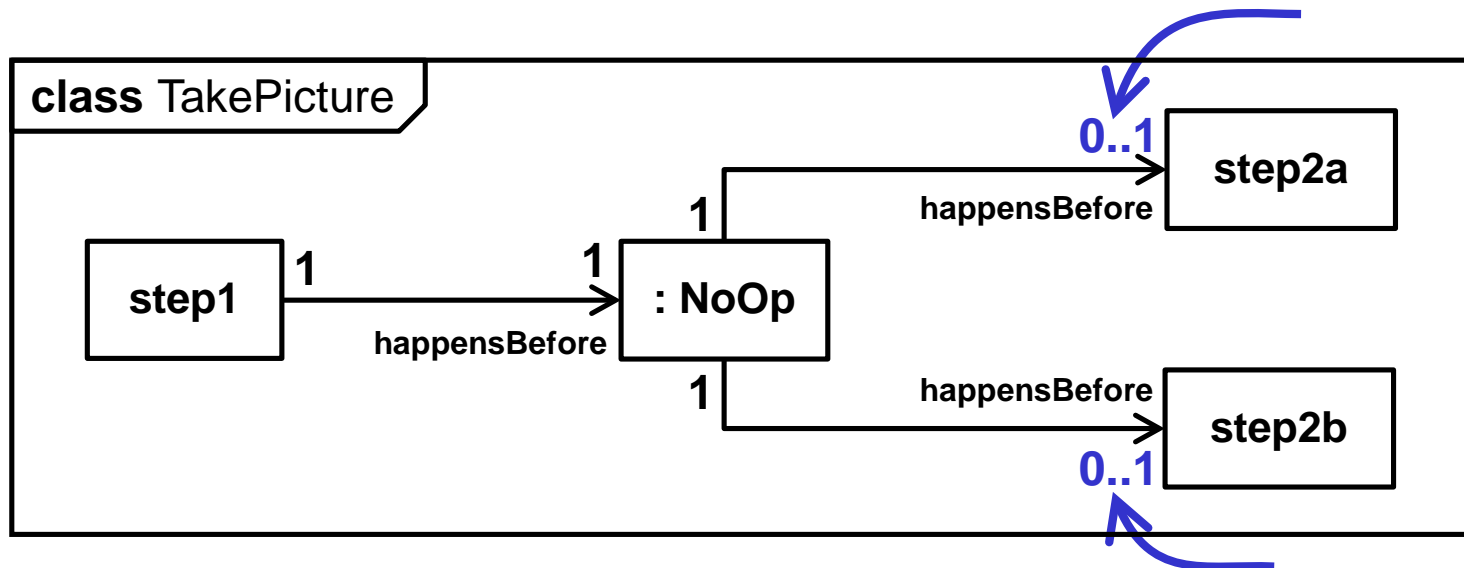 class TakePicture
0..1
step2a
happensBefore
1
1
1
step1
: NoOp
happensBefore
1
happensBefore
step2b
0..1